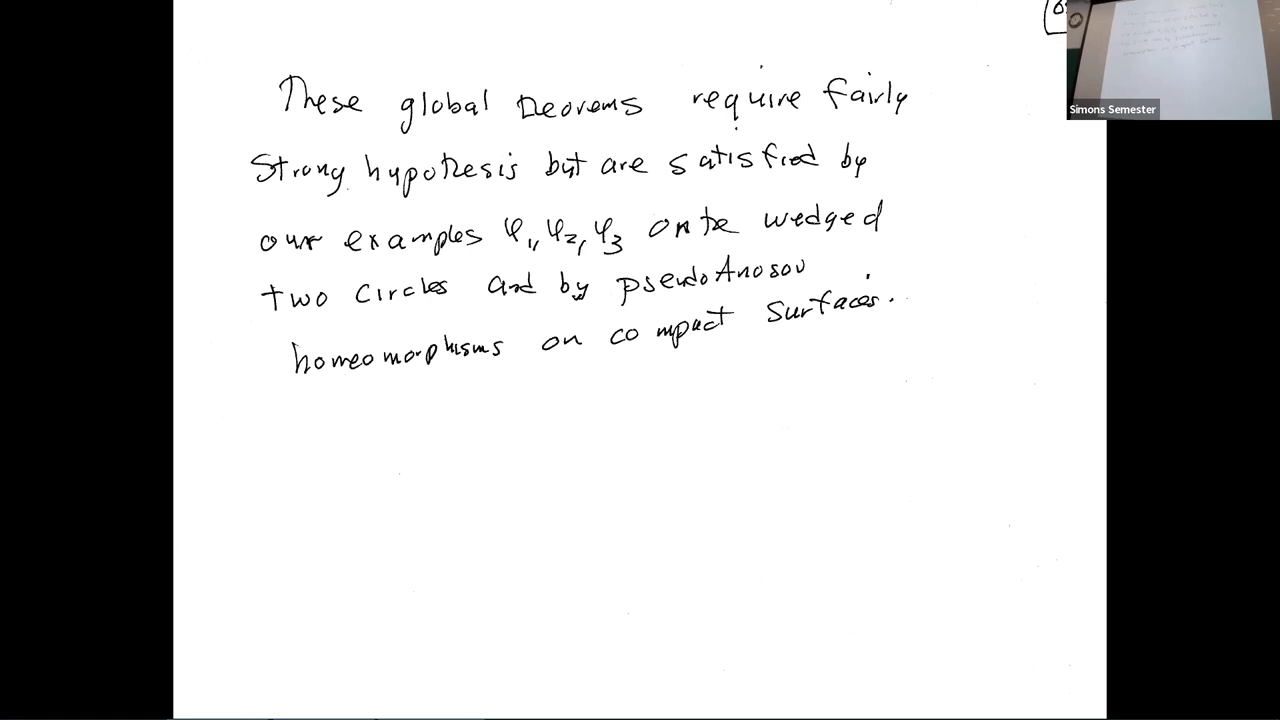 These global Theorems require fairly
Strong hypothesis but are satisfied by
our examples φ₁, φ₂, φ₃ on the wedged
two circles and by pseudoAnosov
homeomorphisms on compact surfaces.
Simons Semester